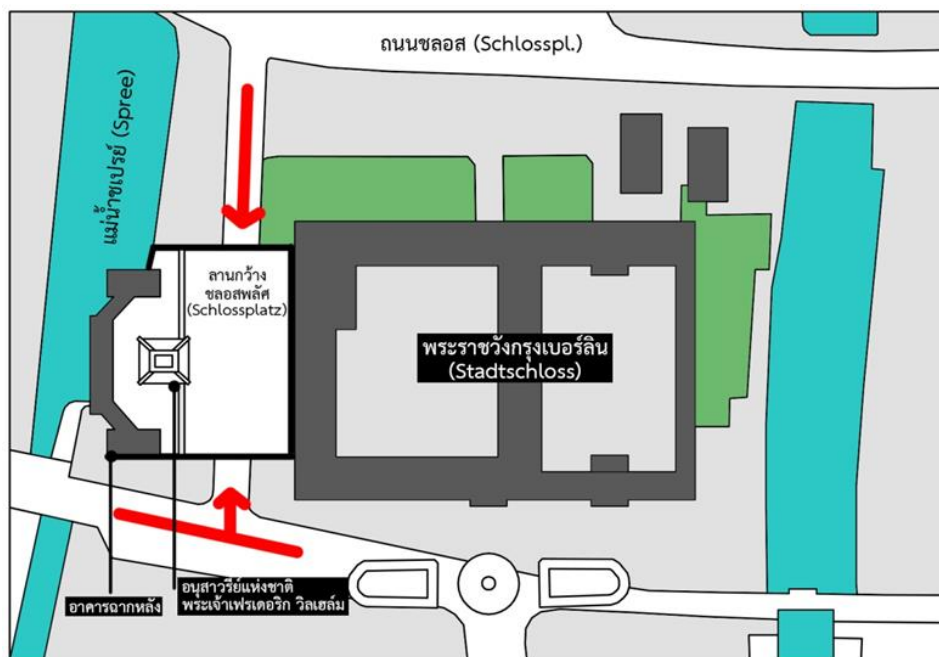 ถนนชลอส (Schlosspl.)
แม่น้ำชเปรย์ (Spree)
ลานกว้าง
ชลอสพลัศ
(Schlossplatz)
พระราชวังกรุงเบอร์ลิน
(Stadtschloss)
อนุสาวรีย์แห่งชาติ
พระเจ้าเฟรเดอริก วิลเฮล์ม
อาคารฉากหลัง